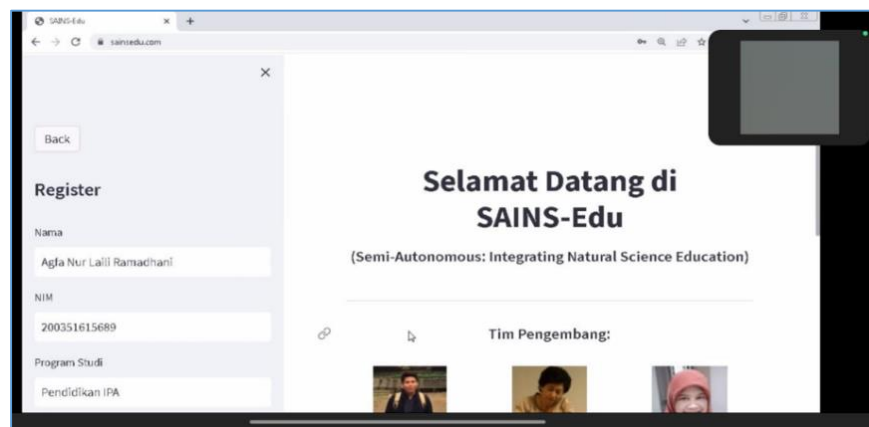 SAINS-Edu
sainsedu.com
Back
Register
Nama
Agfa Nur Laili Ramadhani
NIM
200351615689
Program Studi
Pendidikan IPA
Selamat Datang di
SAINS-Edu
(Semi-Autonomous: Integrating Natural Science Education)
Tim Pengembang: